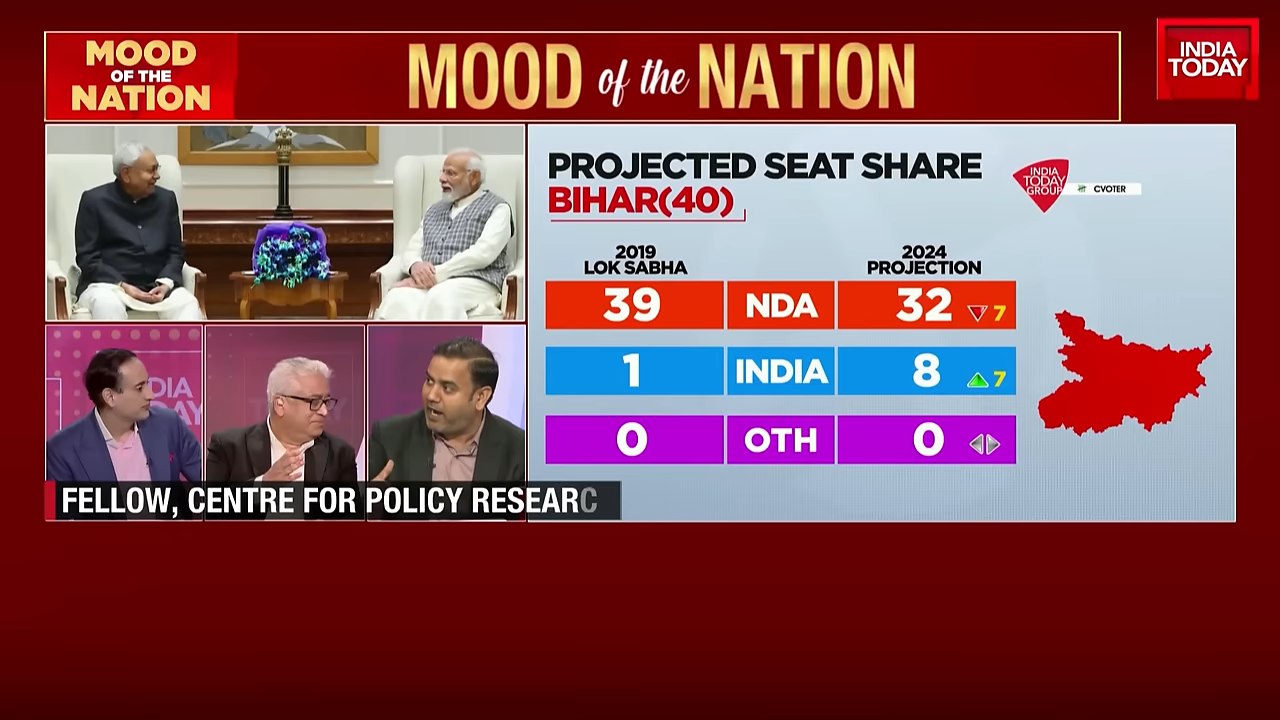 MOOD
OF THE
NATION
MOOD of the NATION
INDIA
TODAY
PROJECTED SEAT SHARE
BIHAR(40)
INDIA
TODAY
GROUP
CVOTER
2019
LOK SABHA
2024
PROJECTION
39 NDA 32 7
1 INDIA 8 7
0 OTH 0
FELLOW, CENTRE FOR POLICY RESEARC